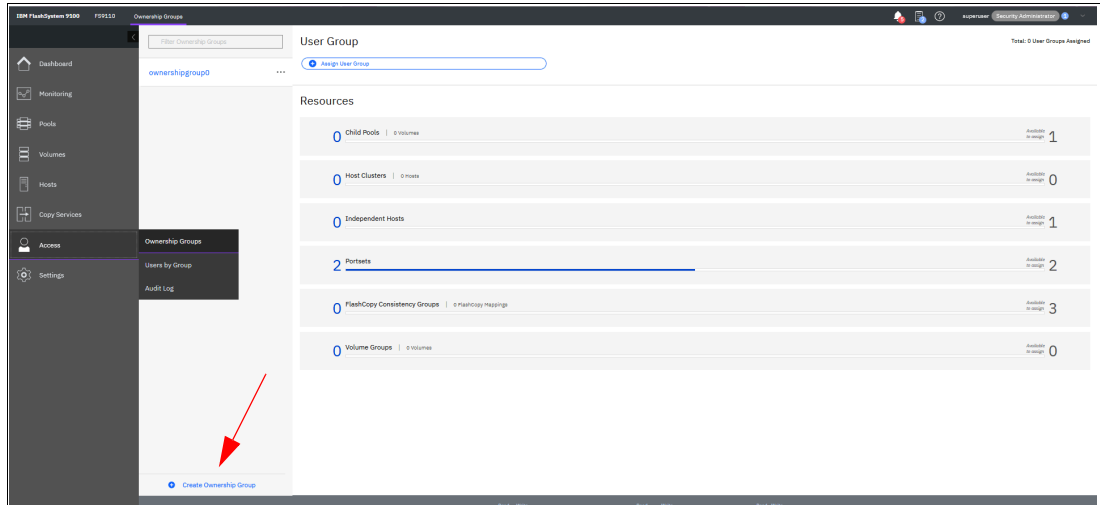 IBM FlashSystem 9100 FS9110 Ownership Groups
superuser Security Administrator
Filter Ownership Groups
ownershipgroup0
Dashboard
Monitoring
Pools
Volumes
Hosts
Copy Services
Access
Settings
Ownership Groups
Users by Group
Audit Log
Create Ownership Group
User Group
Total: 0 User Groups Assigned
Assign User Group
Resources
0 Child Pools | 0 Volumes Available to assign 1
0 Host Clusters | 0 Hosts Available to assign 0
0 Independent Hosts Available to assign 1
2 Portsets Available to assign 2
0 FlashCopy Consistency Groups | 0 FlashCopy Mappings Available to assign 3
0 Volume Groups | 0 Volumes Available to assign 0